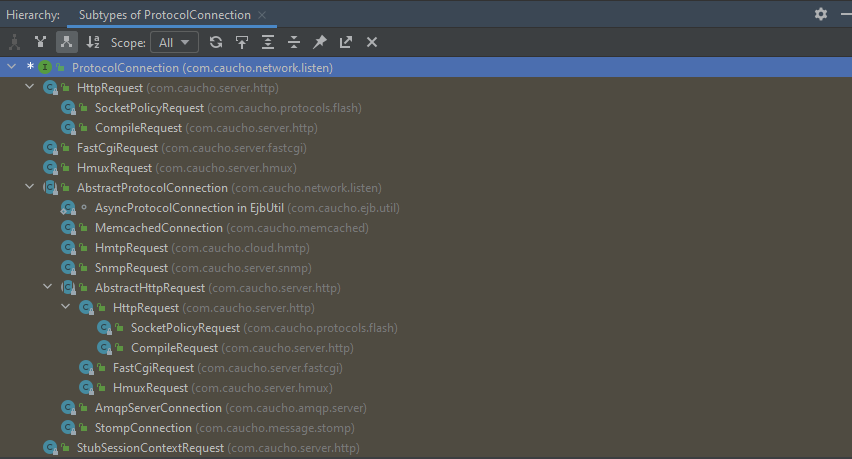 Hierarchy: Subtypes of ProtocolConnection
Scope: All
* ProtocolConnection (com.caucho.network.listen)
HttpRequest (com.caucho.server.http)
SocketPolicyRequest (com.caucho.protocols.flash)
CompileRequest (com.caucho.server.http)
FastCgiRequest (com.caucho.server.fastcgi)
HmuxRequest (com.caucho.server.hmux)
AbstractProtocolConnection (com.caucho.network.listen)
AsyncProtocolConnection in EjbUtil (com.caucho.ejb.util)
MemcachedConnection (com.caucho.memcached)
HmtpRequest (com.caucho.cloud.hmtp)
SnmpRequest (com.caucho.server.snmp)
AbstractHttpRequest (com.caucho.server.http)
HttpRequest (com.caucho.server.http)
SocketPolicyRequest (com.caucho.protocols.flash)
CompileRequest (com.caucho.server.http)
FastCgiRequest (com.caucho.server.fastcgi)
HmuxRequest (com.caucho.server.hmux)
AmqpServerConnection (com.caucho.amqp.server)
StompConnection (com.caucho.message.stomp)
StubSessionContextRequest (com.caucho.server.http)